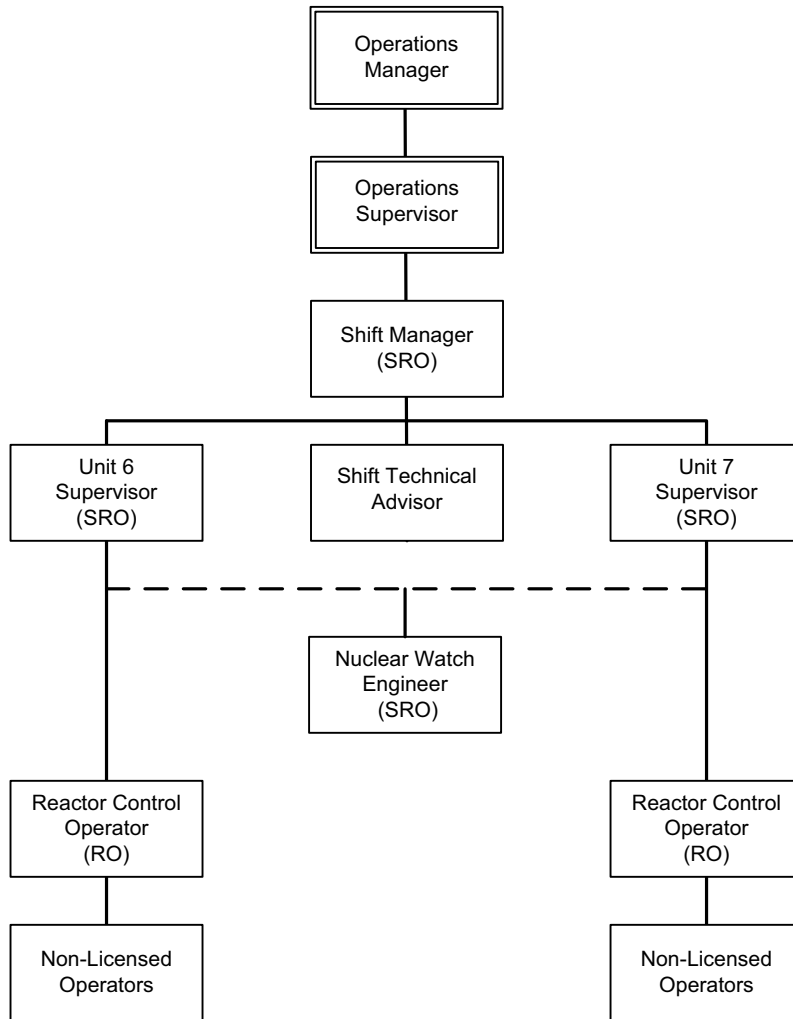 Operations
Manager
Operations
Supervisor
Shift Manager
(SRO)
Unit 6
Supervisor
(SRO)
Shift Technical
Advisor
Unit 7
Supervisor
(SRO)
Nuclear Watch
Engineer
(SRO)
Reactor Control
Operator
(RO)
Reactor Control
Operator
(RO)
Non-Licensed
Operators
Non-Licensed
Operators